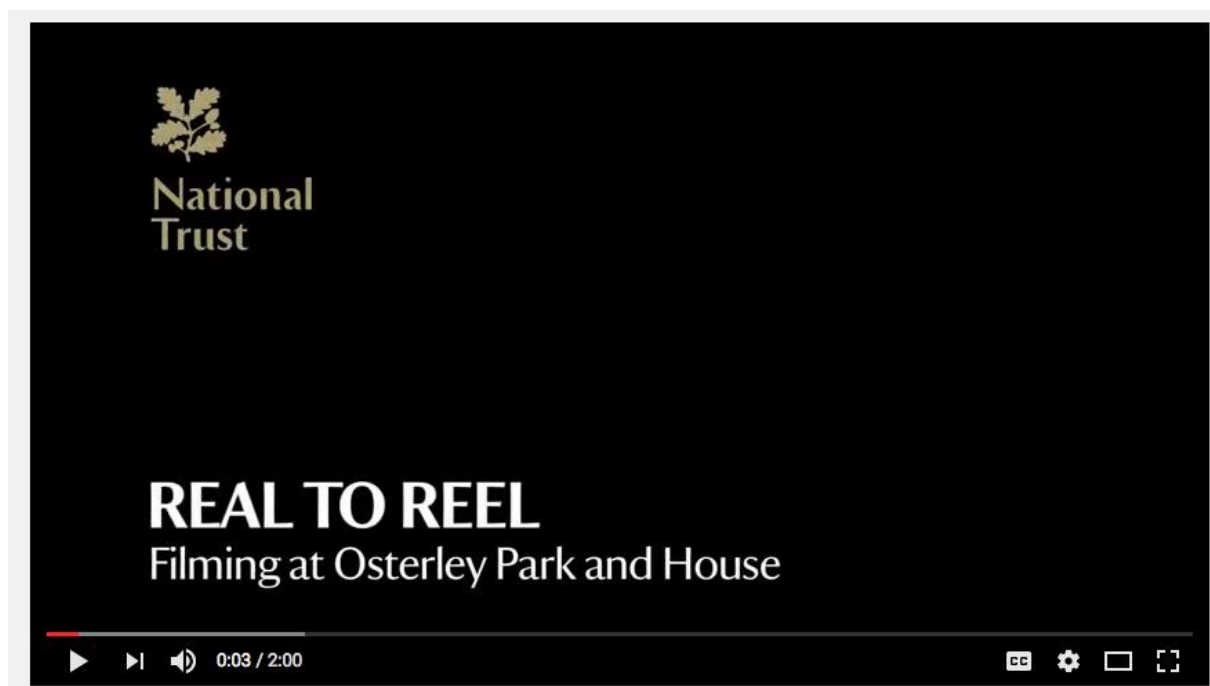 National
Trust
REAL TO REEL
Filming at Osterley Park and House
0:03 / 2:00
CC